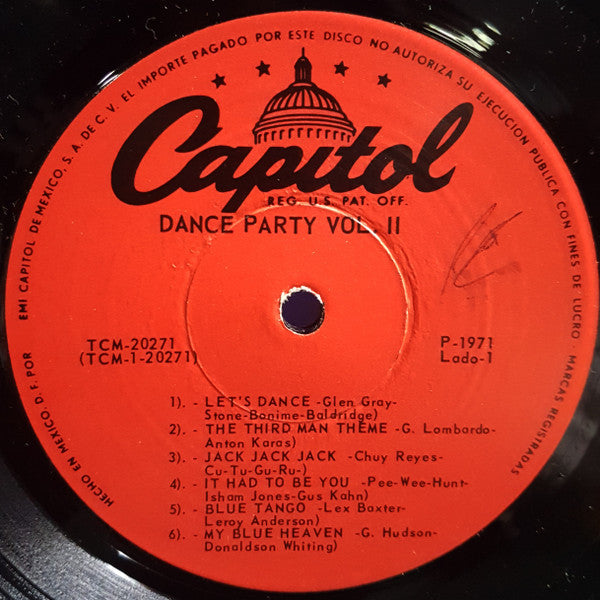 HECHO EN MEXICO, D. F. POR EMI CAPITOL DE MEXICO, S. A. DE C. V. EL IMPORTE PAGADO POR ESTE DISCO NO AUTORIZA SU EJECUCION PUBLICA CON FINES DE LUCRO. MARCAS REGISTRADAS
Capitol
REG. U.S. PAT. OFF.
DANCE PARTY VOL. II
TCM-20271
(TCM-1-20271)
P-1971
Lado-1
1). - LET'S DANCE -Glen Gray-
Stone-Bonime-Baldridge)
2). - THE THIRD MAN THEME -G. Lombardo-
Anton Karas)
3). - JACK JACK JACK -Chuy Reyes-
Cu-Tu-Gu-Ru-)
4). - IT HAD TO BE YOU -Pee-Wee-Hunt-
Isham Jones-Gus Kahn)
5). - BLUE TANGO -Lex Baxter-
Leroy Anderson)
6). - MY BLUE HEAVEN -G. Hudson-
Donaldson Whiting)